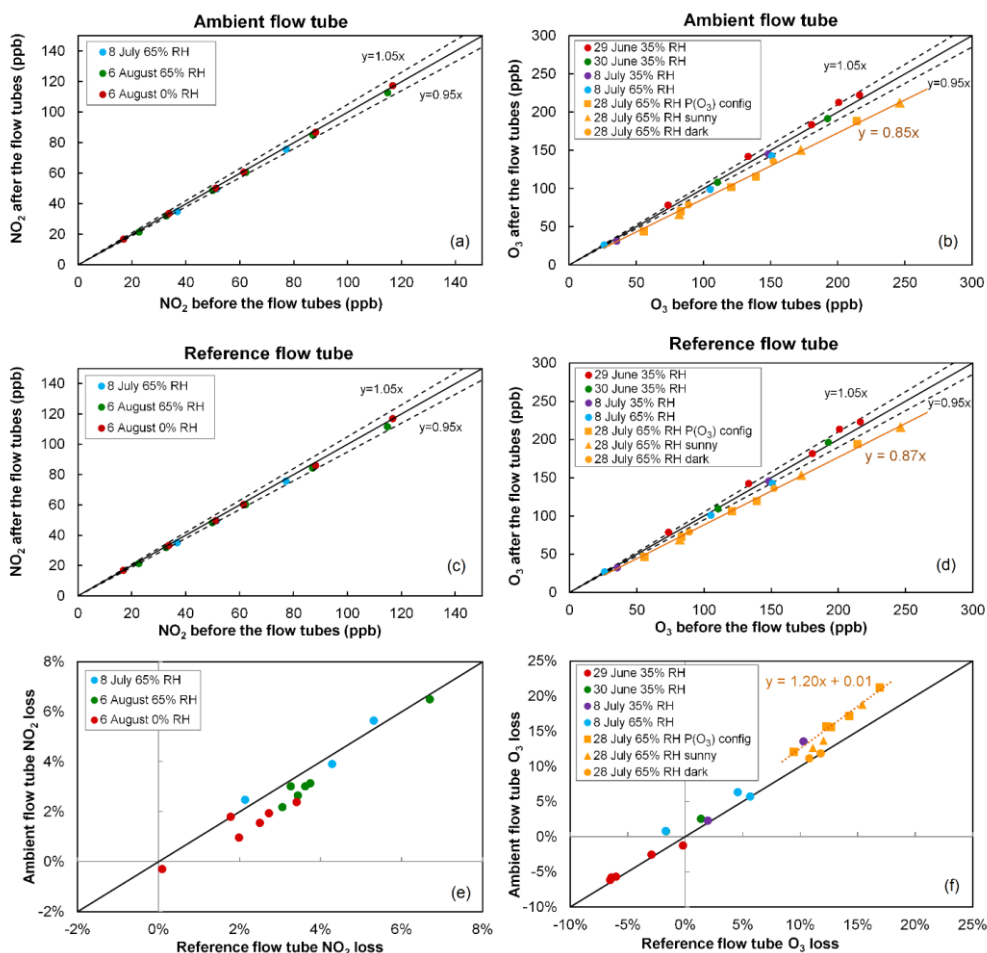 Ambient flow tube
NO₂ after the flow tubes (ppb)
140
120
100
80
60
40
20
0
8 July 65% RH
6 August 65% RH
6 August 0% RH
y=1.05x
y=0.95x
(a)
0 20 40 60 80 100 120 140
NO₂ before the flow tubes (ppb)
Ambient flow tube
O₃ after the flow tubes (ppb)
300
250
200
150
100
50
0
29 June 35% RH
30 June 35% RH
8 July 35% RH
8 July 65% RH
28 July 65% RH P(O₃) config
28 July 65% RH sunny
28 July 65% RH dark
y=1.05x
y=0.95x
y = 0.85x
(b)
0 50 100 150 200 250 300
O₃ before the flow tubes (ppb)
Reference flow tube
NO₂ after the flow tubes (ppb)
140
120
100
80
60
40
20
0
8 July 65% RH
6 August 65% RH
6 August 0% RH
y=1.05x
y=0.95x
(c)
0 20 40 60 80 100 120 140
NO₂ before the flow tubes (ppb)
Reference flow tube
O₃ after the flow tubes (ppb)
300
250
200
150
100
50
0
29 June 35% RH
30 June 35% RH
8 July 35% RH
8 July 65% RH
28 July 65% RH P(O₃) config
28 July 65% RH sunny
28 July 65% RH dark
y=1.05x
y=0.95x
y = 0.87x
(d)
0 50 100 150 200 250 300
O₃ before the flow tubes (ppb)
Ambient flow tube NO₂ loss
8%
6%
4%
2%
0%
-2%
8 July 65% RH
6 August 65% RH
6 August 0% RH
(e)
-2% 0% 2% 4% 6% 8%
Reference flow tube NO₂ loss
Ambient flow tube O₃ loss
25%
20%
15%
10%
5%
0%
-5%
-10%
29 June 35% RH
30 June 35% RH
8 July 35% RH
8 July 65% RH
28 July 65% RH P(O₃) config
28 July 65% RH sunny
28 July 65% RH dark
y = 1.20x + 0.01
(f)
-10% -5% 0% 5% 10% 15% 20% 25%
Reference flow tube O₃ loss